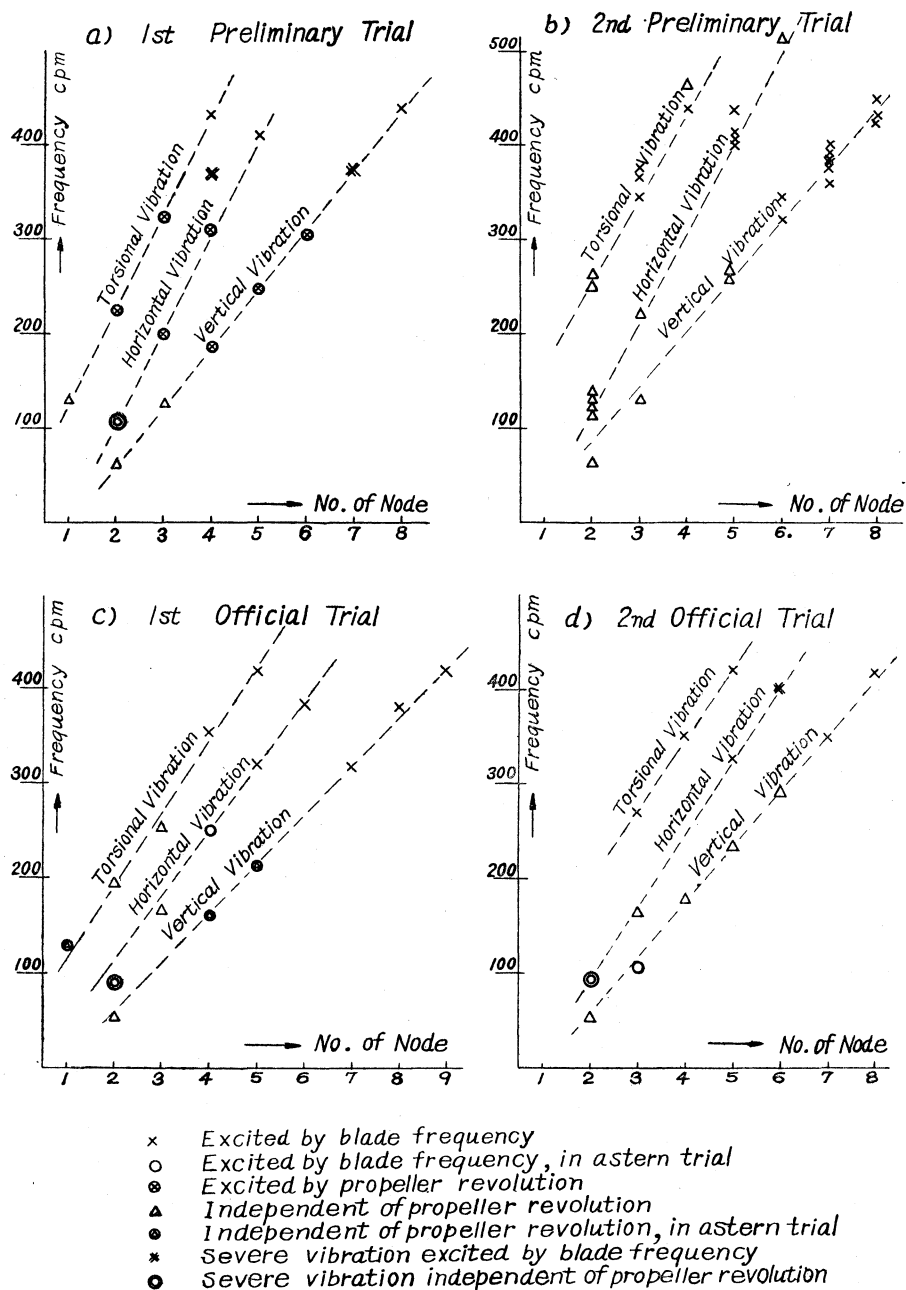 a) 1st Preliminary Trial
Frequency cpm
400
300
200
100
Torsional Vibration
Horizontal Vibration
Vertical Vibration
No. of Node
1 2 3 4 5 6 7 8
b) 2nd Preliminary Trial
Frequency cpm
500
400
300
200
100
Torsional Vibration
Horizontal Vibration
Vertical Vibration
No. of Node
1 2 3 4 5 6. 7 8
c) 1st Official Trial
Frequency cpm
400
300
200
100
Torsional Vibration
Horizontal Vibration
Vertical Vibration
No. of Node
1 2 3 4 5 6 7 8 9
d) 2nd Official Trial
Frequency cpm
400
300
200
100
Torsional Vibration
Horizontal Vibration
Vertical Vibration
No. of Node
1 2 3 4 5 6 7 8
Excited by blade frequency
Excited by blade frequency, in astern trial
Excited by propeller revolution
Independent of propeller revolution
Independent of propeller revolution, in astern trial
Severe vibration excited by blade frequency
Severe vibration independent of propeller revolution